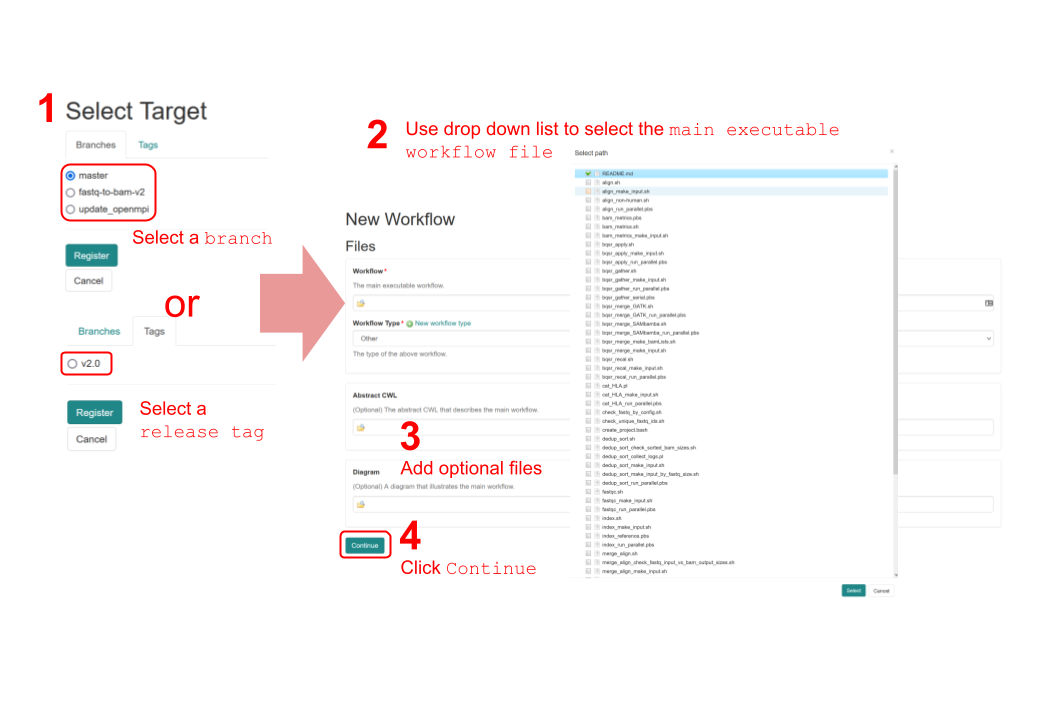 1
Select Target
Branches
Tags
master
fastq-to-bam-v2
update_openmpi
Select a branch
Register
Cancel
or
Branches
Tags
v2.0
Register
Cancel
Select a
release tag
2
Use drop down list to select the main executable
workflow file
New Workflow
Files
Workflow*
The main executable workflow.
Workflow Type* New workflow type
Other
The type of the above workflow.
Abstract CWL
(Optional) The abstract CWL that describes the main workflow.
3
Add optional files
Diagram
(Optional) A diagram that illustrates the main workflow.
Continue
4
Click Continue
Select path
×
README.md
align.sh
align_make_input.sh
align_non-human.sh
align_run_parallel.pbs
bam_metrics.pbs
bam_metrics.sh
bam_metrics_make_input.sh
bqsr_apply.sh
bqsr_apply_make_input.sh
bqsr_apply_run_parallel.pbs
bqsr_gather.sh
bqsr_gather_make_input.sh
bqsr_gather_run_parallel.pbs
bqsr_gather_serial.pbs
bqsr_merge_GATK.sh
bqsr_merge_GATK_run_parallel.pbs
bqsr_merge_SAMbamba.sh
bqsr_merge_SAMbamba_run_parallel.pbs
bqsr_merge_make_bamLists.sh
bqsr_merge_make_input.sh
bqsr_recal.sh
bqsr_recal_make_input.sh
bqsr_recal_run_parallel.pbs
cat_HLA.pl
cat_HLA_make_input.sh
cat_HLA_run_parallel.pbs
check_fastq_by_config.sh
check_unique_fastq_ids.sh
create_project.bash
dedup_sort.sh
dedup_sort_check_sorted_bam_sizes.sh
dedup_sort_collect_logs.pl
dedup_sort_make_input.sh
dedup_sort_make_input_by_fastq_size.sh
dedup_sort_run_parallel.pbs
fastqc.sh
fastqc_make_input.sh
fastqc_run_parallel.pbs
index.sh
index_make_input.sh
index_reference.pbs
index_run_parallel.pbs
merge_align.sh
merge_align_check_fastq_input_vs_bam_output_sizes.sh
merge_align_make_input.sh
Select
Cancel